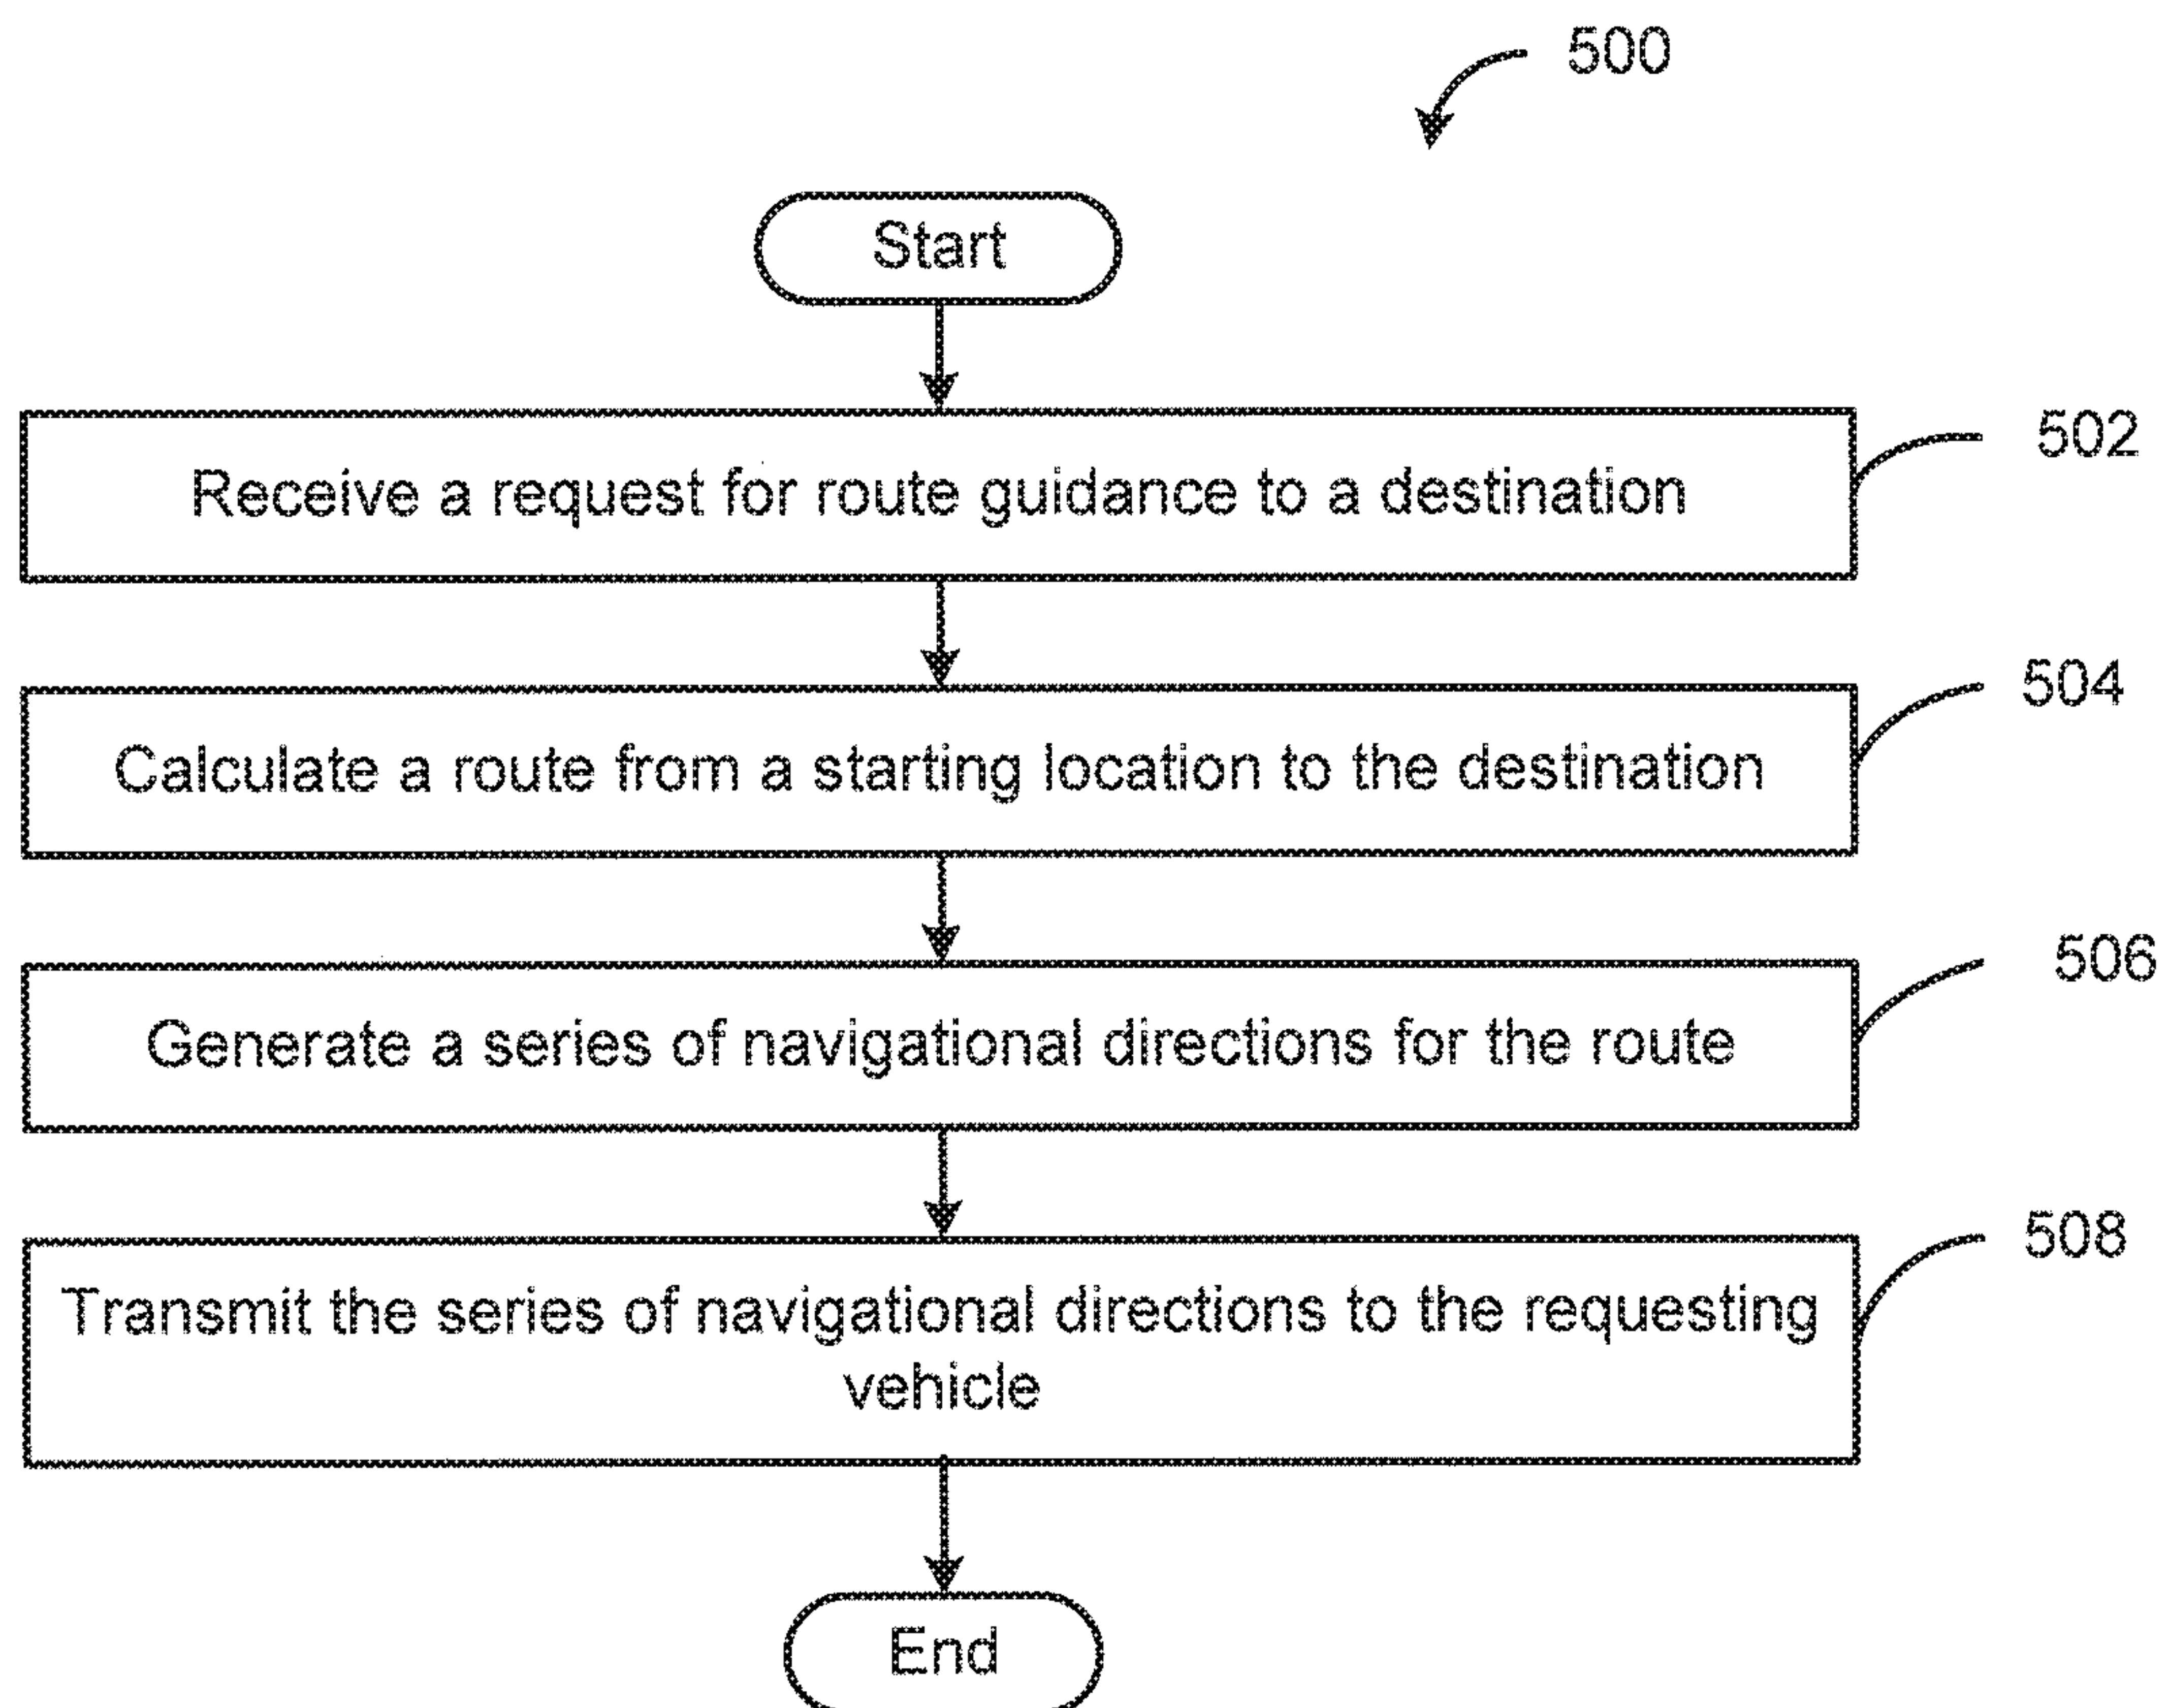 500
Start
Receive a request for route guidance to a destination
502
Calculate a route from a starting location to the destination
504
Generate a series of navigational directions for the route
506
Transmit the series of navigational directions to the requesting
vehicle
508
End